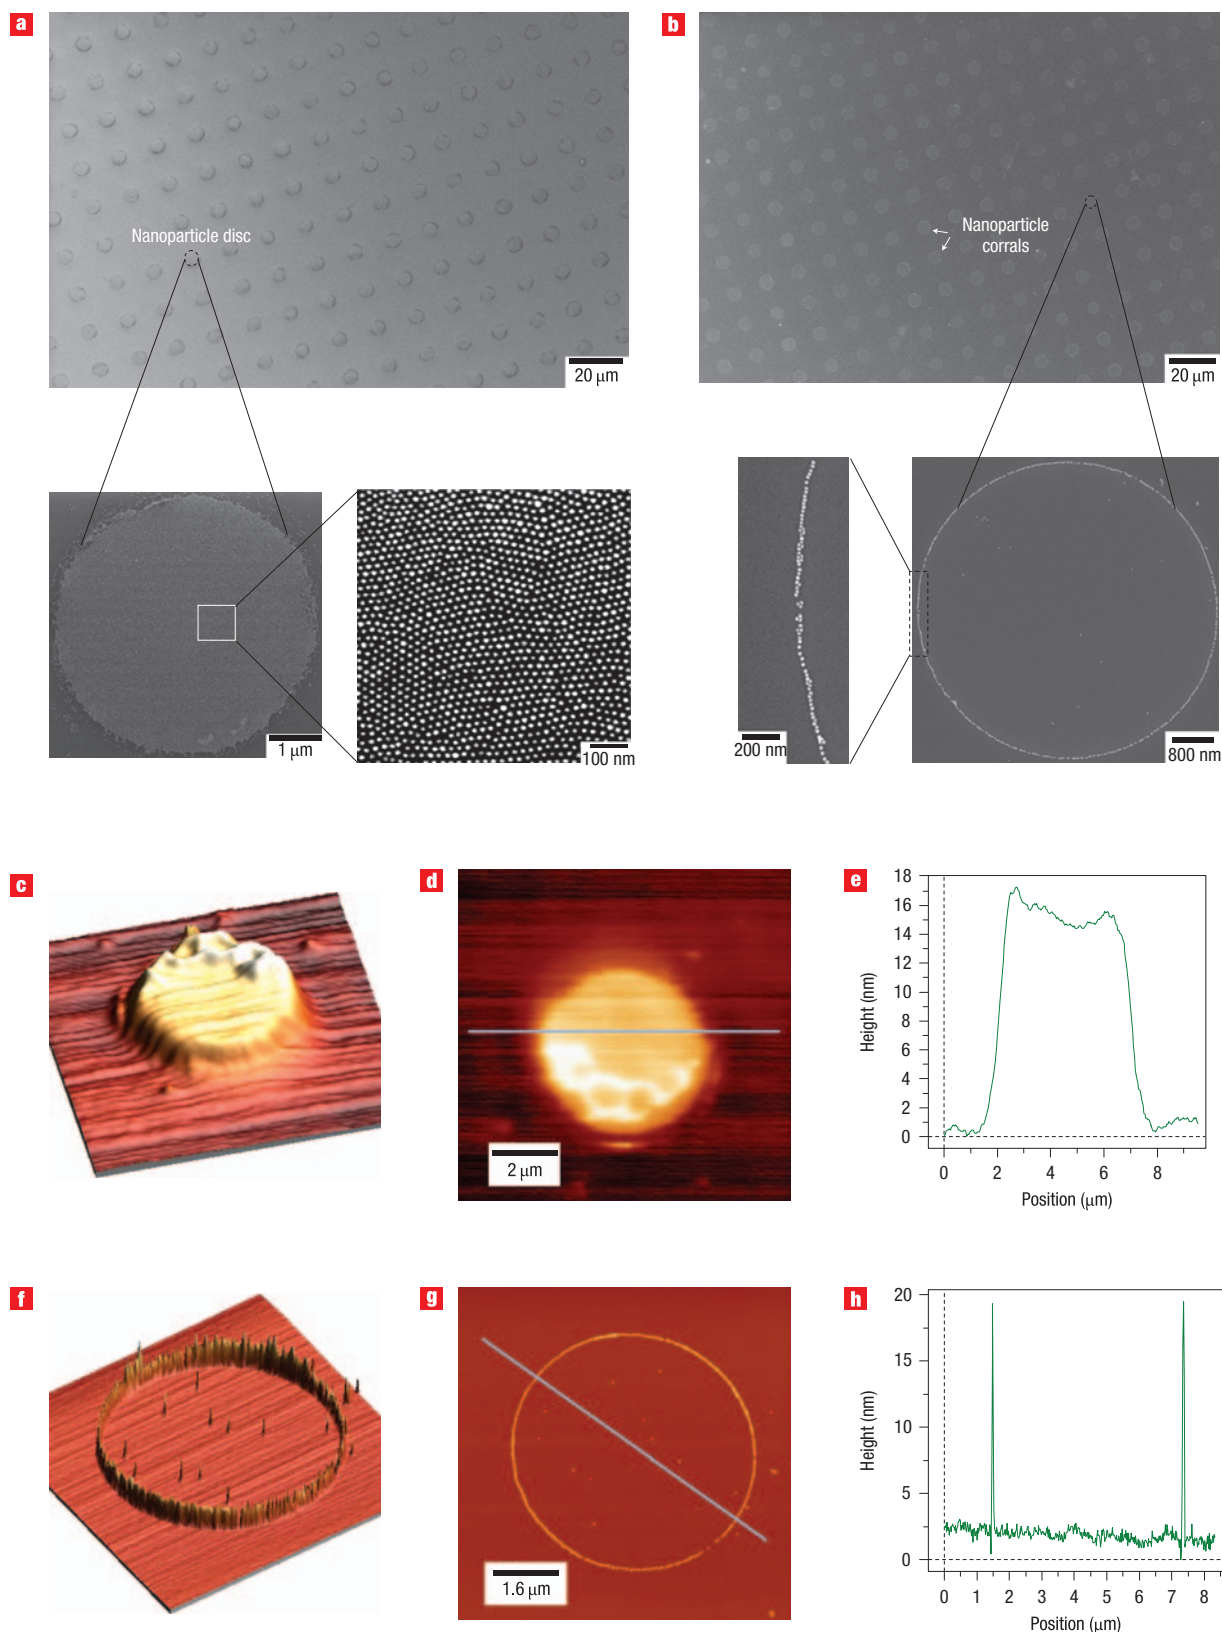 a
Nanoparticle disc
20 μm
1 μm
100 nm
b
Nanoparticle
corrals
20 μm
200 nm
800 nm
c
d
2 μm
e
18
16
14
12
10
8
6
4
2
0
Height (nm)
0 2 4 6 8
Position (μm)
f
g
1.6 μm
h
20
15
10
5
0
Height (nm)
0 1 2 3 4 5 6 7 8
Position (μm)